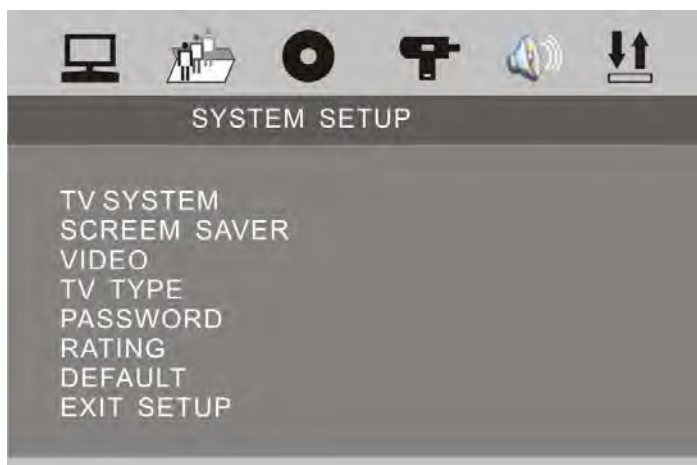 SYSTEM SETUP
TV SYSTEM
SCREEM SAVER
VIDEO
TV TYPE
PASSWORD
RATING
DEFAULT
EXIT SETUP